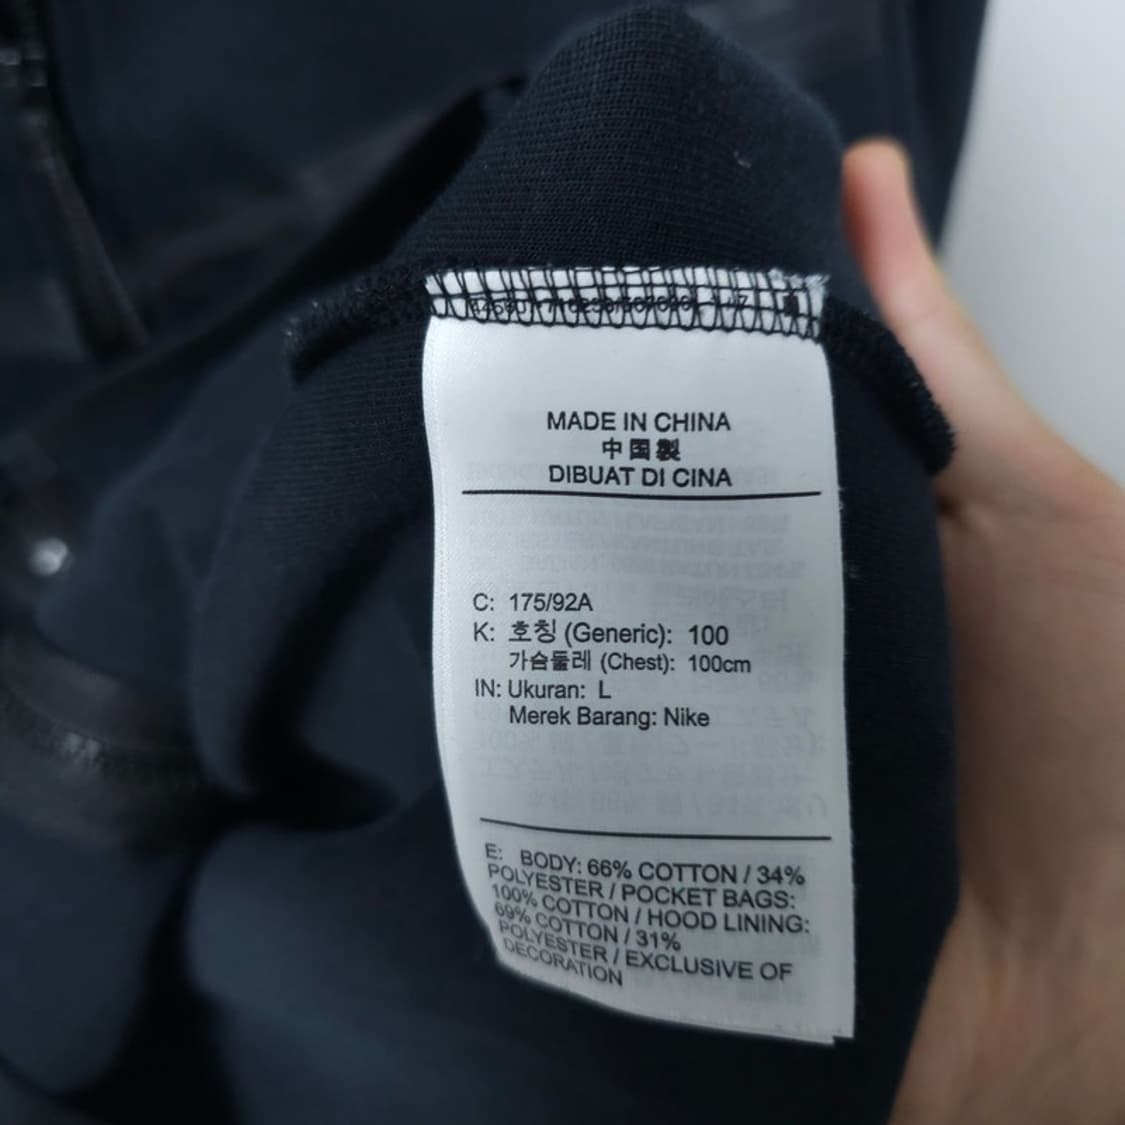 MADE IN CHINA
中国製
DIBUAT DI CINA
C: 175/92A
K: 호칭 (Generic): 100
가슴둘레 (Chest): 100cm
IN: Ukuran: L
Merek Barang: Nike
E: BODY: 66% COTTON / 34%
POLYESTER / POCKET BAGS:
100% COTTON / HOOD LINING:
69% COTTON / 31%
POLYESTER / EXCLUSIVE OF
DECORATION